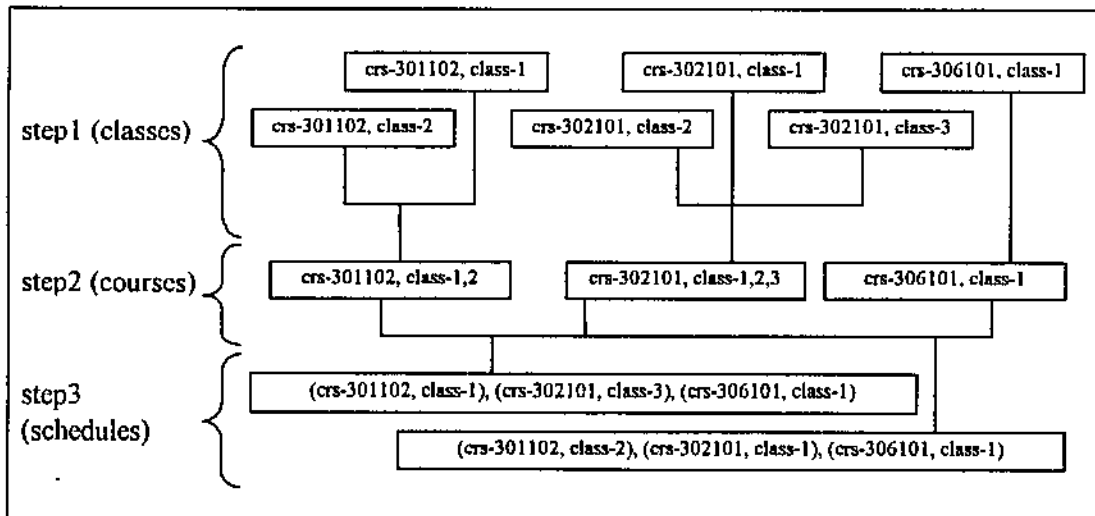 crs-301102, class-1
crs-302101, class-1
crs-306101, class-1
step1 (classes)
crs-301102, class-2
crs-302101, class-2
crs-302101, class-3
step2 (courses)
crs-301102, class-1,2
crs-302101, class-1,2,3
crs-306101, class-1
step3
(schedules)
(crs-301102, class-1), (crs-302101, class-3), (crs-306101, class-1)
(crs-301102, class-2), (crs-302101, class-1), (crs-306101, class-1)